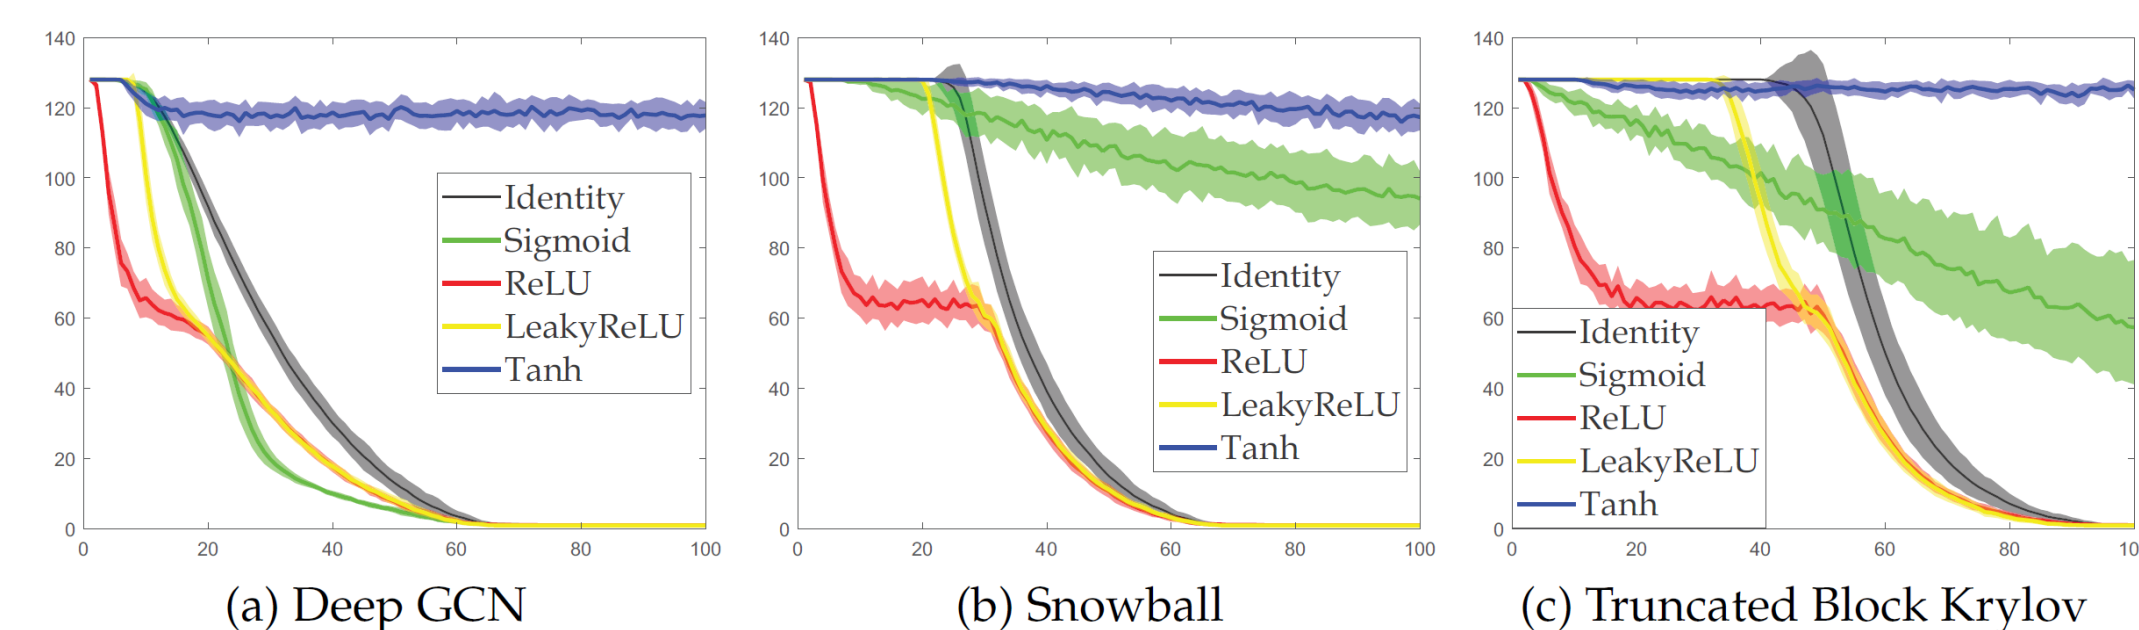 140
120
100
80
60
40
20
0
0 20 40 60 80 100
Identity
Sigmoid
ReLU
LeakyReLU
Tanh
(a) Deep GCN
140
120
100
80
60
40
20
0
0 20 40 60 80 100
Identity
Sigmoid
ReLU
LeakyReLU
Tanh
(b) Snowball
140
120
100
80
60
40
20
0
0 20 40 60 80 10
Identity
Sigmoid
ReLU
LeakyReLU
Tanh
(c) Truncated Block Krylov